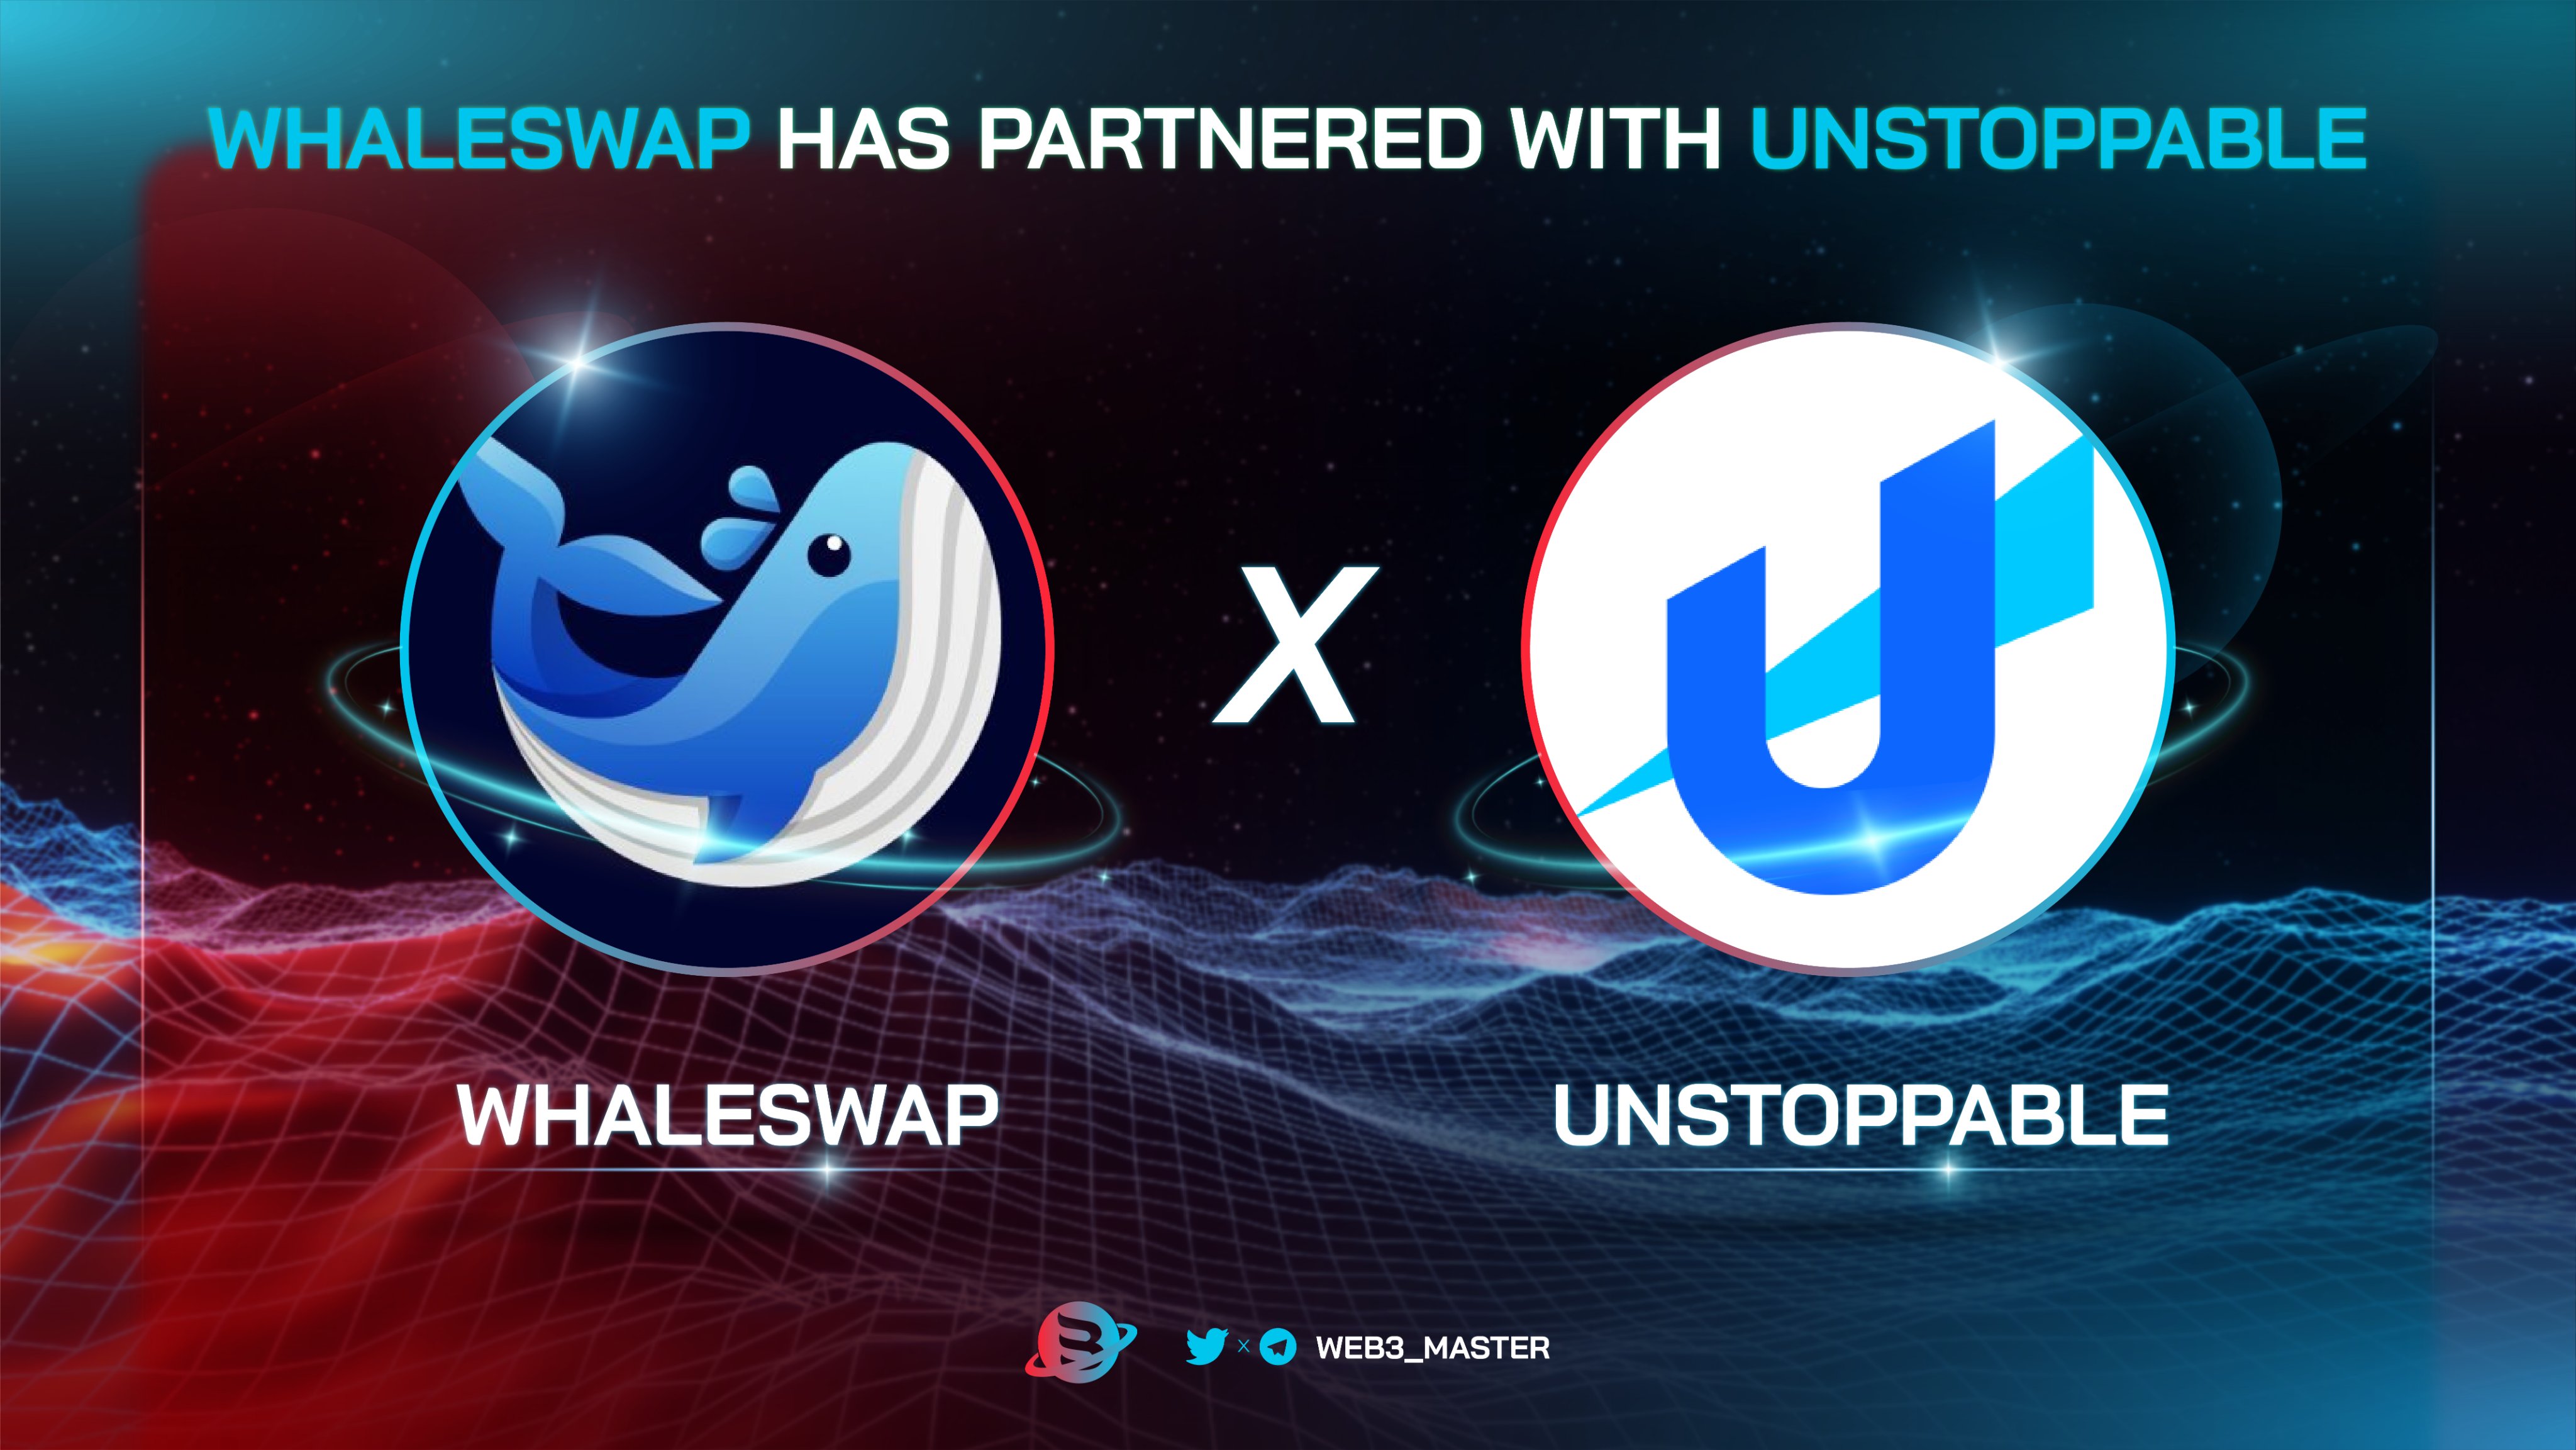 WHALESWAP HAS PARTNERED WITH UNSTOPPABLE
X
WHALESWAP
UNSTOPPABLE
X WEB3_MASTER